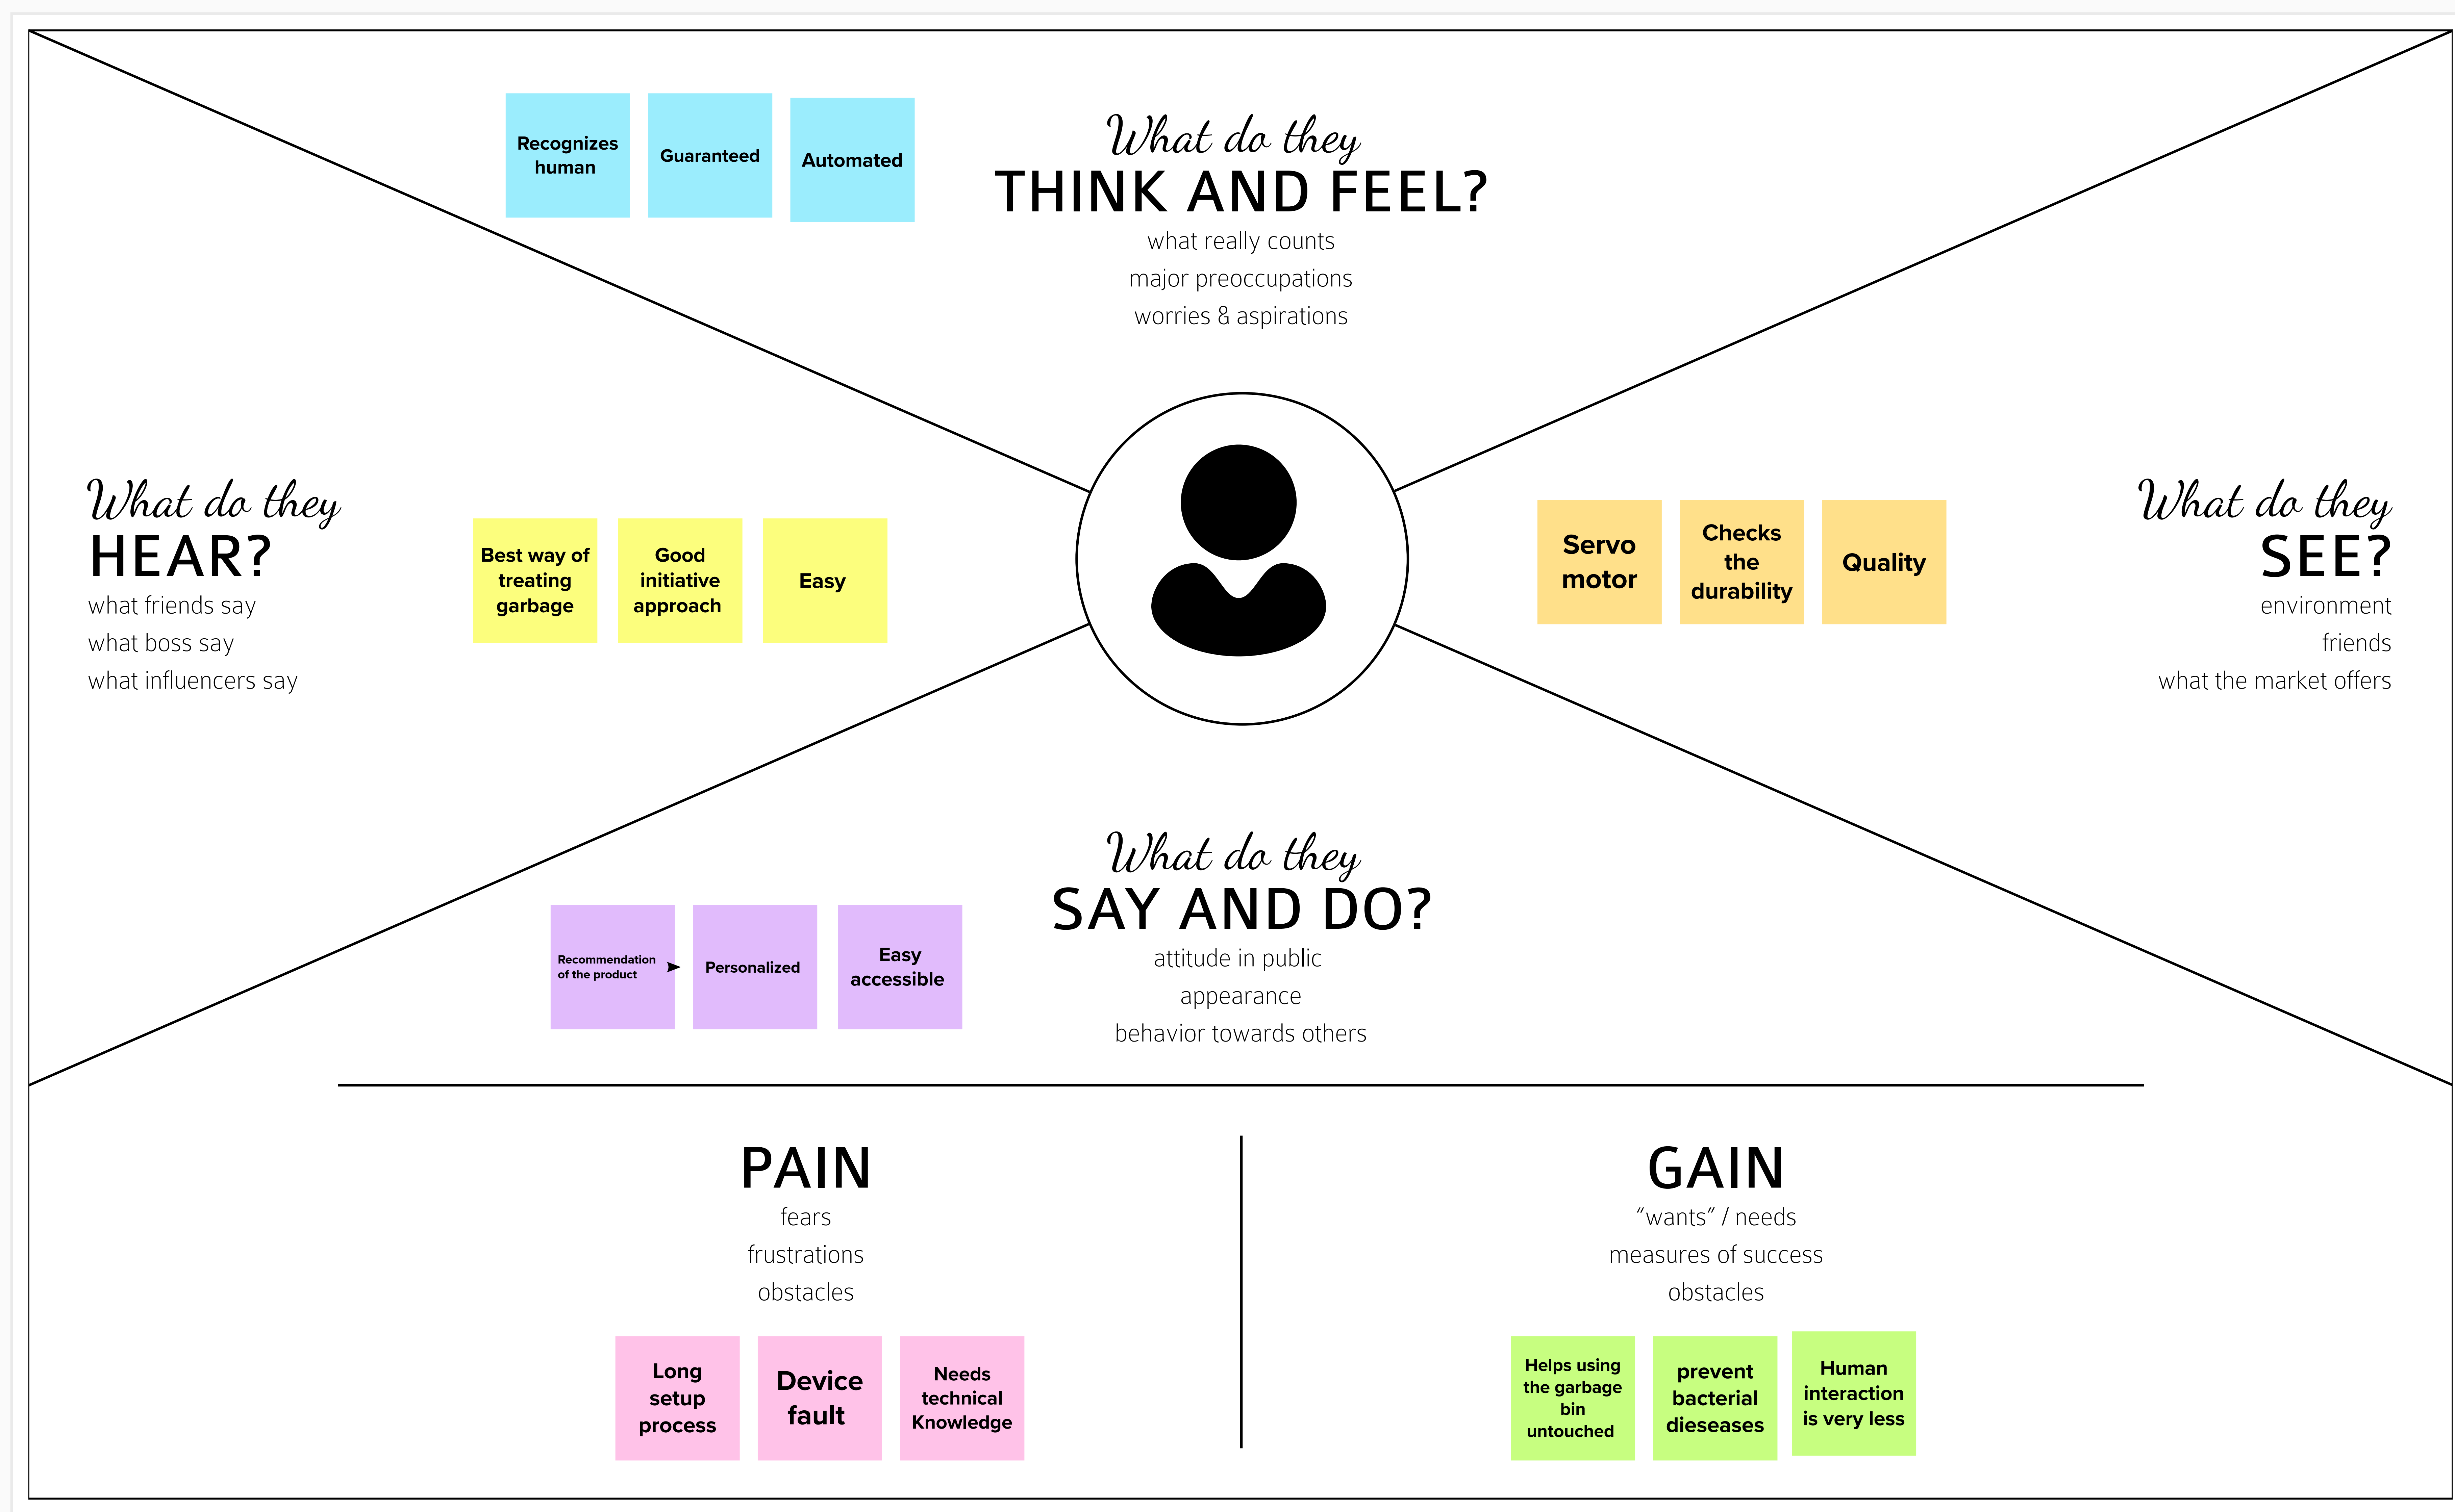 Recognizes
human
Guaranteed
Automated
What do they
THINK AND FEEL?
what really counts
major preoccupations
worries & aspirations
What do they
HEAR?
what friends say
what boss say
what influencers say
Best way of
treating
garbage
Good
initiative
approach
Easy
Servo
motor
Checks
the
durability
Quality
What do they
SEE?
environment
friends
what the market offers
What do they
SAY AND DO?
attitude in public
appearance
behavior towards others
Recommendation
of the product
Personalized
Easy
accessible
PAIN
fears
frustrations
obstacles
Long
setup
process
Device
fault
Needs
technical
Knowledge
GAIN
“wants” / needs
measures of success
obstacles
Helps using
the garbage
bin
untouched
prevent
bacterial
dieseases
Human
interaction
is very less